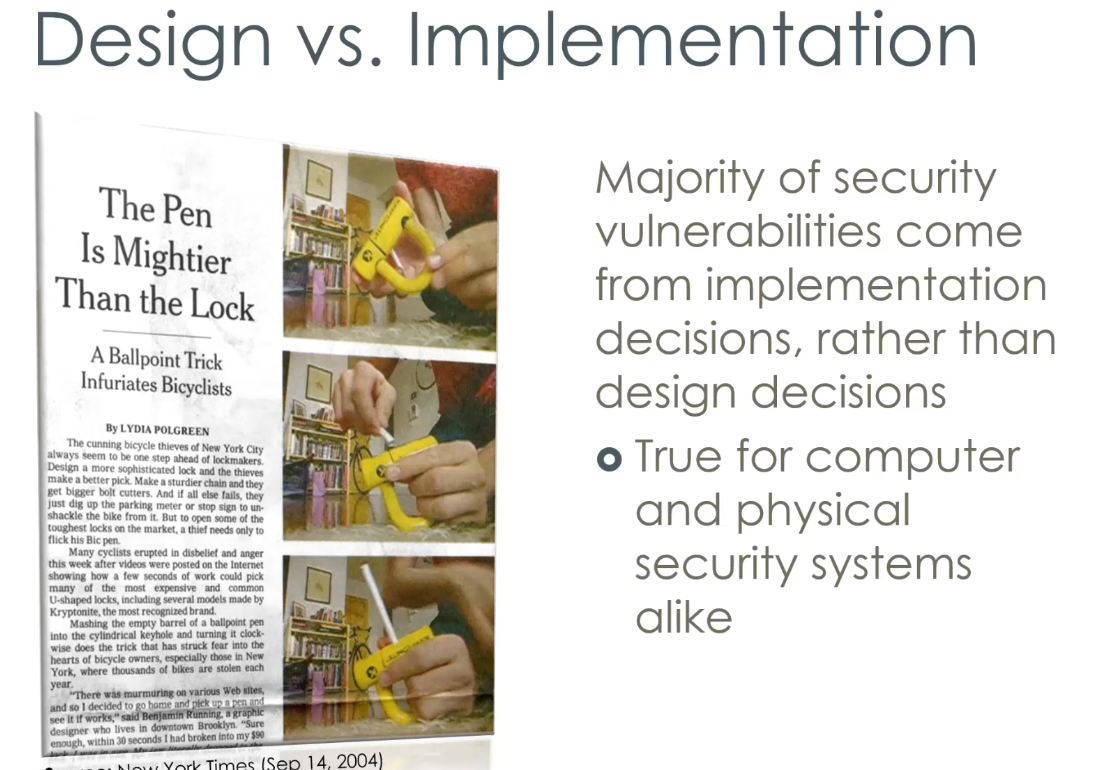 Design vs. Implementation
The Pen
Is Mightier
Than the Lock
A Ballpoint Trick
Infuriates Bicyclists
By LYDIA POLGREEN
The cunning bicycle thieves of New York City
always seem to be one step ahead of lockmakers.
Design a more sophisticated lock and the thieves
make a better pick. Make a sturdier chain and they
get bigger bolt cutters. And if all else fails, they
just dig up the parking meter or stop sign to un-
shackle the bike from it. But to open some of the
toughest locks on the market, a thief needs only to
flick his Bic pen.
Many cyclists erupted in disbelief and anger
this week after videos were posted on the Internet
showing how a few seconds of work could pick
many of the most expensive and common
U-shaped locks, including several models made by
Kryptonite, the most recognized brand.
Mashing the empty barrel of a ballpoint pen
into the cylindrical keyhole and turning it clock-
wise does the trick that has struck fear into the
hearts of bicycle owners, especially those in New
York, where thousands of bikes are stolen each
year.
"There was murmuring on various Web sites,
and so I decided to go home and pick up a pen and
see it if works," said Benjamin Running, a graphic
designer who lives in downtown Brooklyn. "Sure
enough, within 30 seconds I had broken into my $90
New York Times (Sep 14, 2004)
Majority of security
vulnerabilities come
from implementation
decisions, rather than
design decisions
True for computer
and physical
security systems
alike